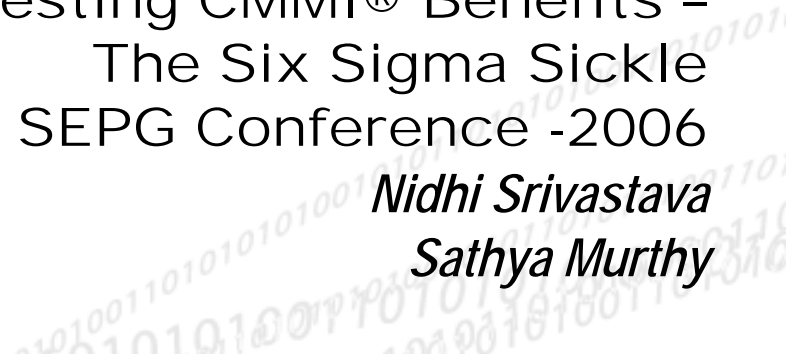 esting CMMI® Benefits –
The Six Sigma Sickle
SEPG Conference -2006
Nidhi Srivastava
Sathya Murthy